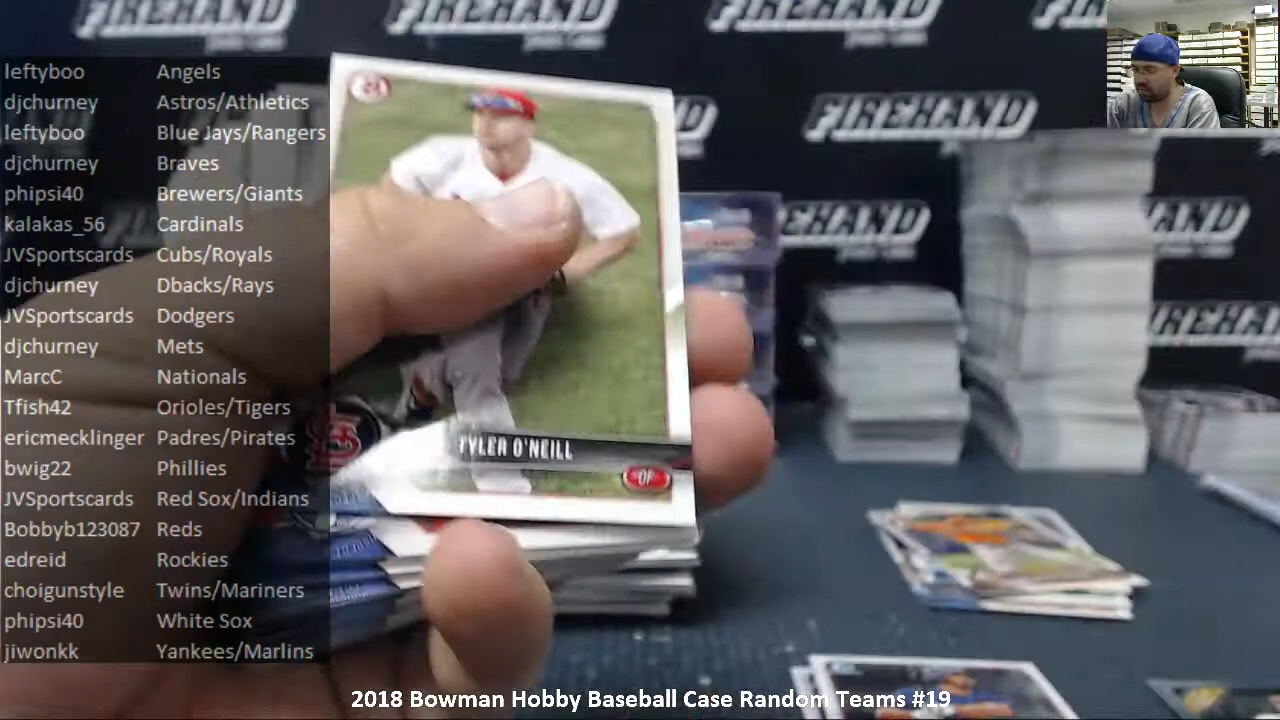 FIREHAND
FIREHAND
FIREHAND
FIREHAND
FIREHAND
leftyboo Angels
djchurney Astros/Athletics
leftyboo Blue Jays/Rangers
djchurney Braves
phipsi40 Brewers/Giants
kalakas_56 Cardinals
JVSportscards Cubs/Royals
djchurney Dbacks/Rays
JVSportscards Dodgers
djchurney Mets
MarcC Nationals
Tfish42 Orioles/Tigers
ericmecklinger Padres/Pirates
bwig22 Phillies
JVSportscards Red Sox/Indians
Bobbyb123087 Reds
edreid Rockies
choigunstyle Twins/Mariners
phipsi40 White Sox
jiwonkk Yankees/Marlins
TYLER O'NEILL
OF
2018 Bowman Hobby Baseball Case Random Teams #19